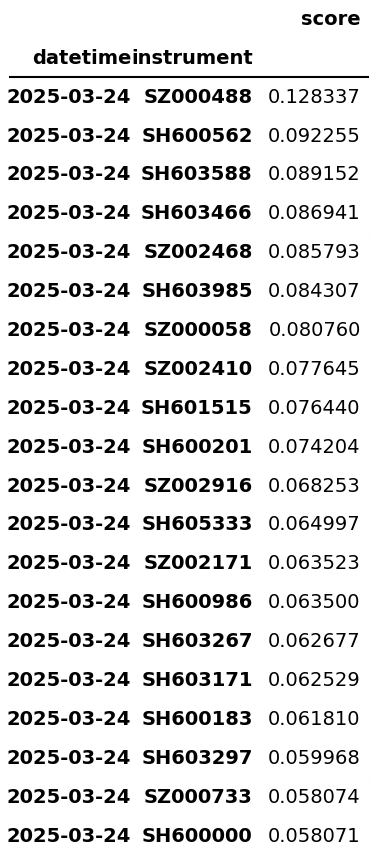 score
datetime instrument
2025-03-24 SZ000488 0.128337
2025-03-24 SH600562 0.092255
2025-03-24 SH603588 0.089152
2025-03-24 SH603466 0.086941
2025-03-24 SZ002468 0.085793
2025-03-24 SH603985 0.084307
2025-03-24 SZ000058 0.080760
2025-03-24 SZ002410 0.077645
2025-03-24 SH601515 0.076440
2025-03-24 SH600201 0.074204
2025-03-24 SZ002916 0.068253
2025-03-24 SH605333 0.064997
2025-03-24 SZ002171 0.063523
2025-03-24 SH600986 0.063500
2025-03-24 SH603267 0.062677
2025-03-24 SH603171 0.062529
2025-03-24 SH600183 0.061810
2025-03-24 SH603297 0.059968
2025-03-24 SZ000733 0.058074
2025-03-24 SH600000 0.058071